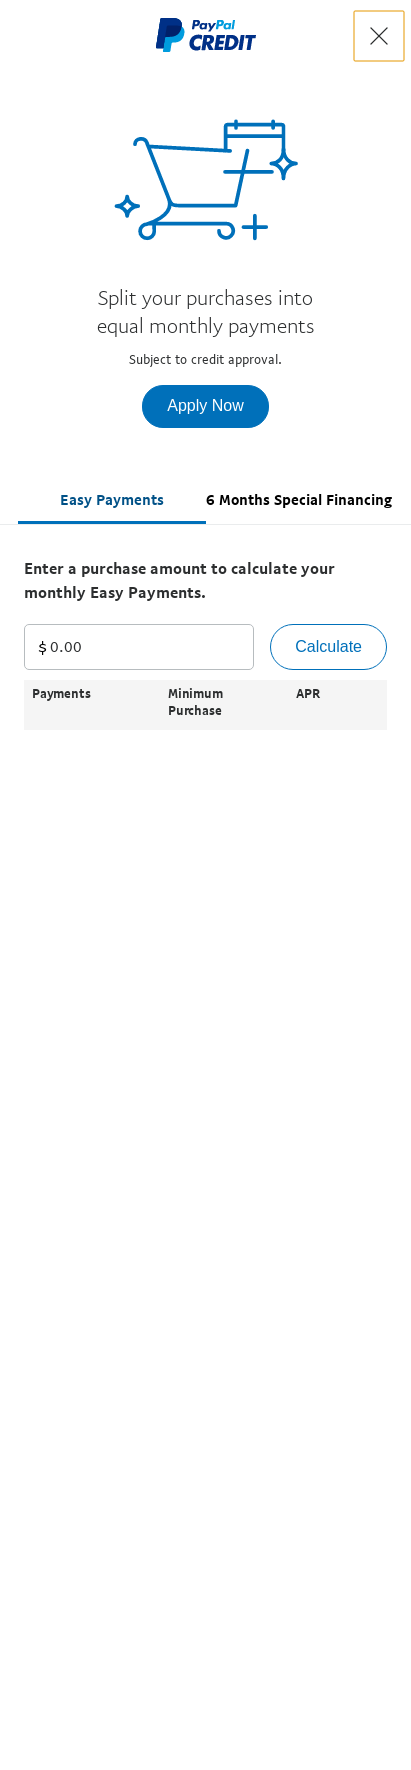 PayPal
CREDIT
Split your purchases into
equal monthly payments
Subject to credit approval.
Apply Now
Easy Payments
6 Months Special Financing
Enter a purchase amount to calculate your
monthly Easy Payments.
$ 0.00
Calculate
Payments
Minimum
Purchase
APR